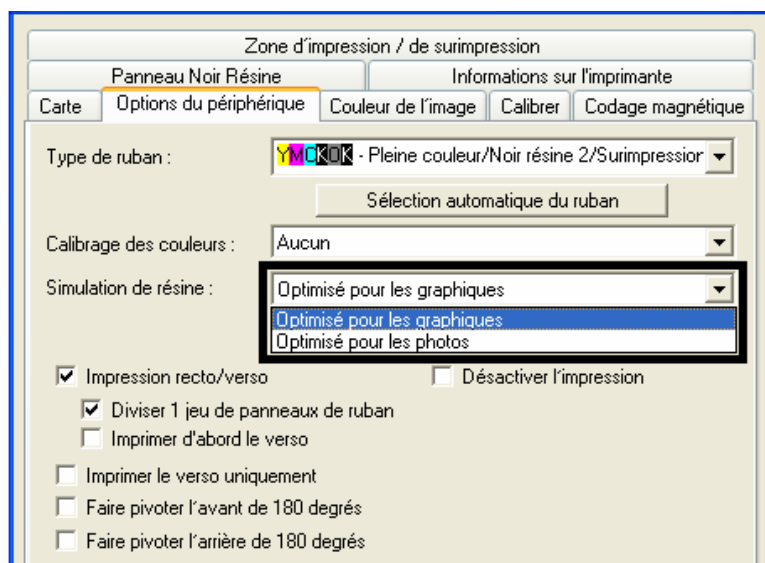 Zone d'impression / de surimpression
Panneau Noir Résine Informations sur l'imprimante
Carte Options du périphérique Couleur de l'image Calibrer Codage magnétique
Type de ruban : YMCKOK - Pleine couleur/Noir résine 2/Surimpression
Sélection automatique du ruban
Calibrage des couleurs : Aucun
Simulation de résine : Optimisé pour les graphiques
Optimisé pour les graphiques
Optimisé pour les photos
Impression recto/verso Désactiver l'impression
Diviser 1 jeu de panneaux de ruban
Imprimer d'abord le verso
Imprimer le verso uniquement
Faire pivoter l'avant de 180 degrés
Faire pivoter l'arrière de 180 degrés